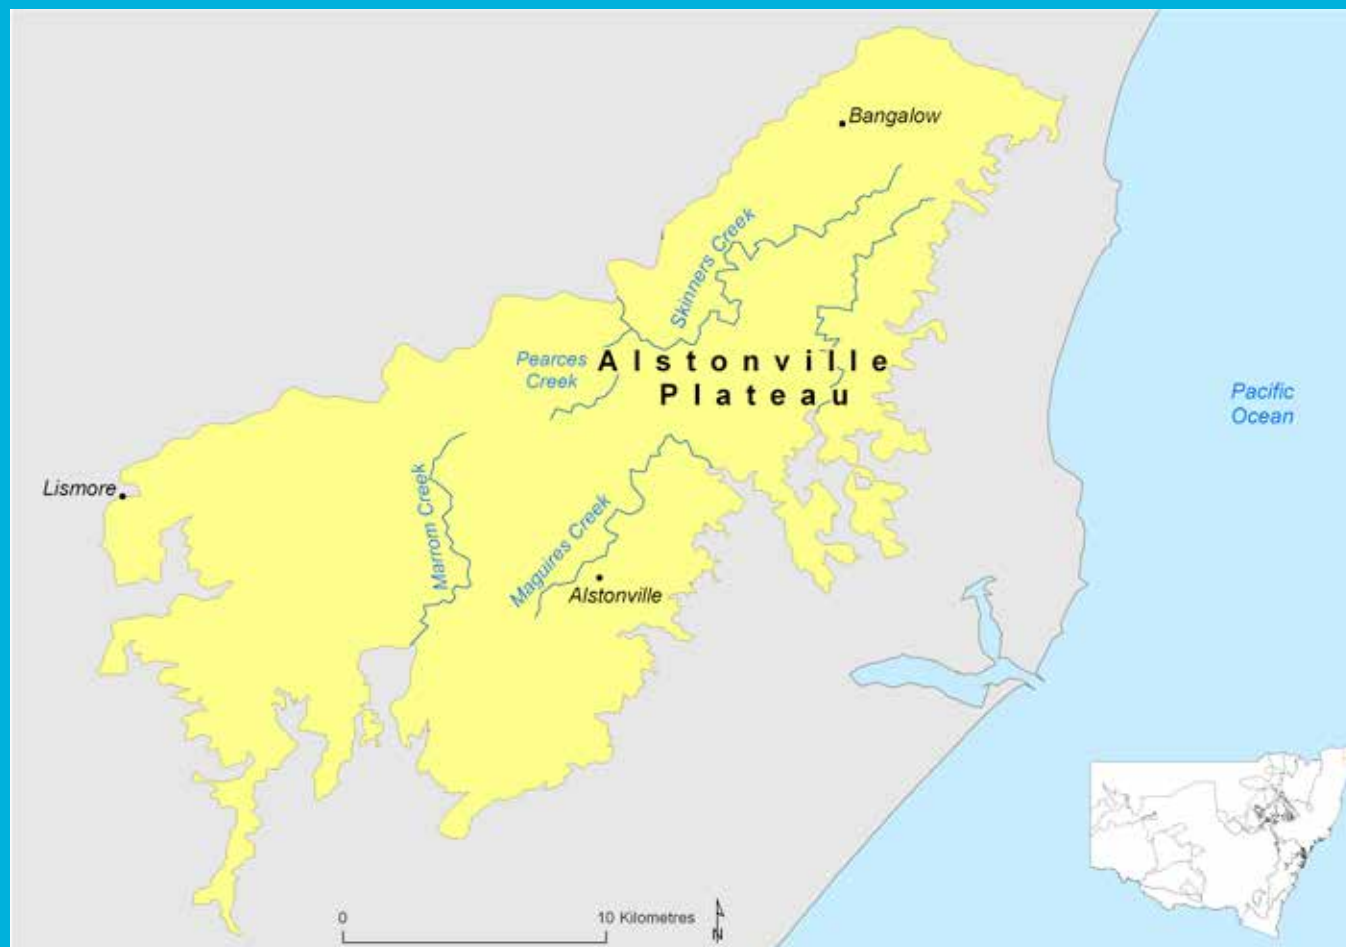 Bangalow
Skinners Creek
Pearces
Creek
Alstonville
Plateau
Pacific
Ocean
Lismore
Marrom Creek
Maguires Creek
Alstonville
0
10 Kilometres
N